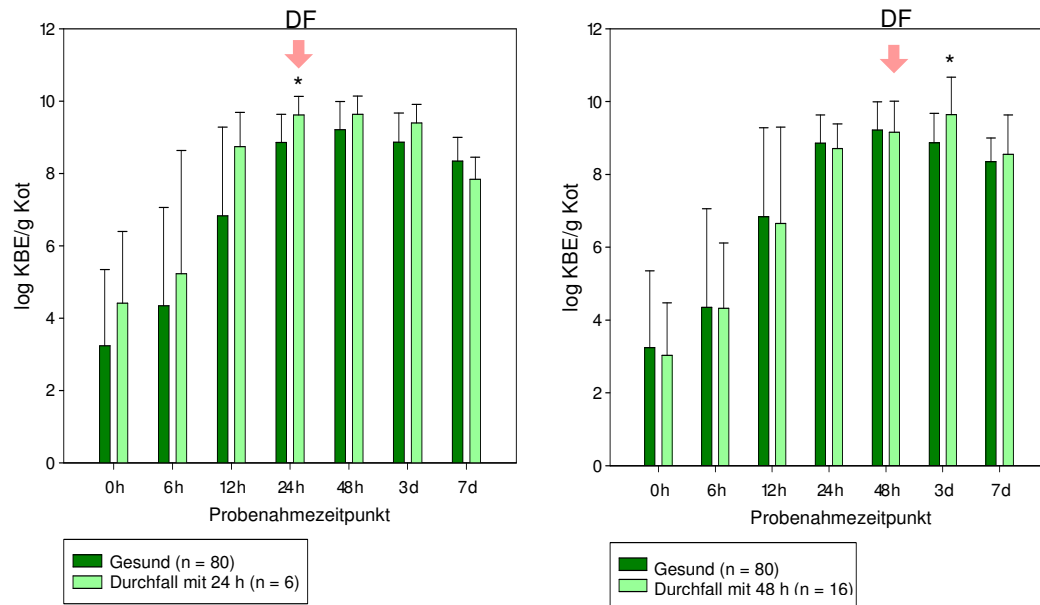 DF
12
10
8
6
4
2
0
log KBE/g Kot
*
0h 6h 12h 24h 48h 3d 7d
Probenahmezeitpunkt
Gesund (n = 80)
Durchfall mit 24 h (n = 6)
DF
12
10
8
6
4
2
0
log KBE/g Kot
*
0h 6h 12h 24h 48h 3d 7d
Probenahmezeitpunkt
Gesund (n = 80)
Durchfall mit 48 h (n = 16)